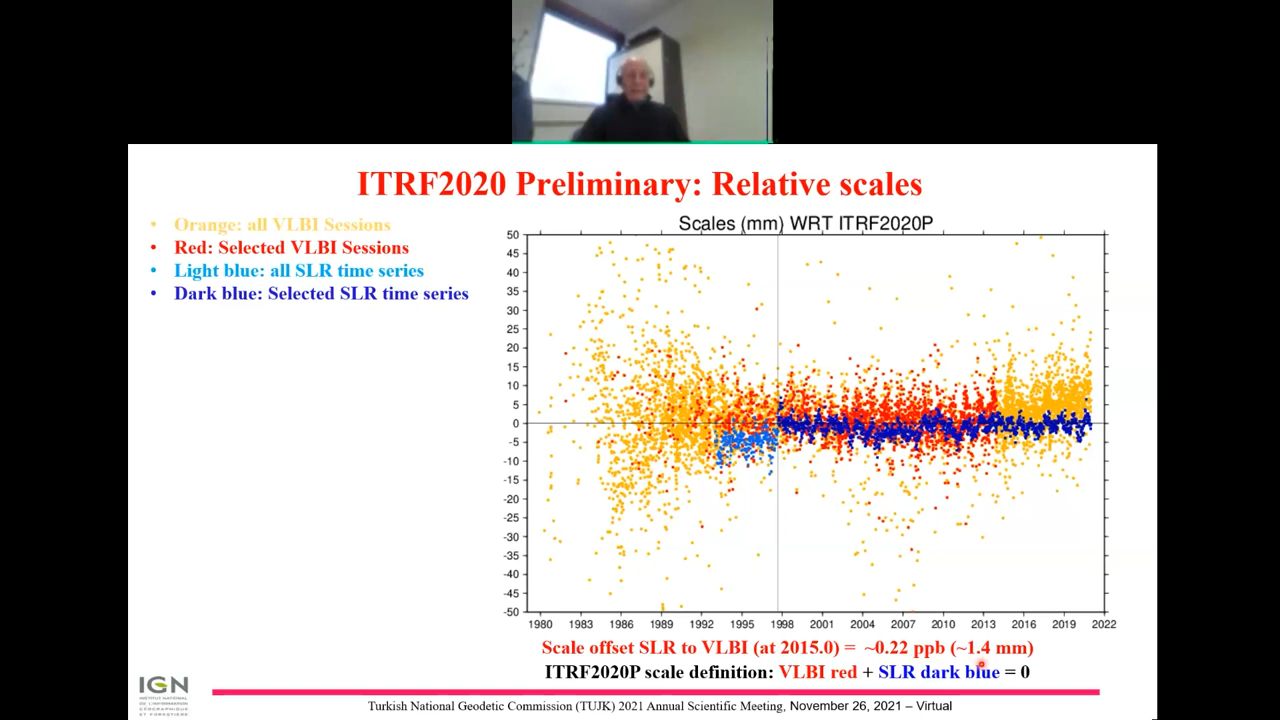 ITRF2020 Preliminary: Relative scales
• Orange: all VLBI Sessions
• Red: Selected VLBI Sessions
• Light blue: all SLR time series
• Dark blue: Selected SLR time series
Scales (mm) WRT ITRF2020P
50
45
40
35
30
25
20
15
10
5
0
-5
-10
-15
-20
-25
-30
-35
-40
-45
-50
1980 1983 1986 1989 1992 1995 1998 2001 2004 2007 2010 2013 2016 2019 2022
Scale offset SLR to VLBI (at 2015.0) = ~0.22 ppb (~1.4 mm)
ITRF2020P scale definition: VLBI red + SLR dark blue = 0
IGN
INSTITUT NATIONAL
DE L'INFORMATION
GÉOGRAPHIQUE
ET FORESTIÈRE
Turkish National Geodetic Commission (TUJK) 2021 Annual Scientific Meeting, November 26, 2021 – Virtual